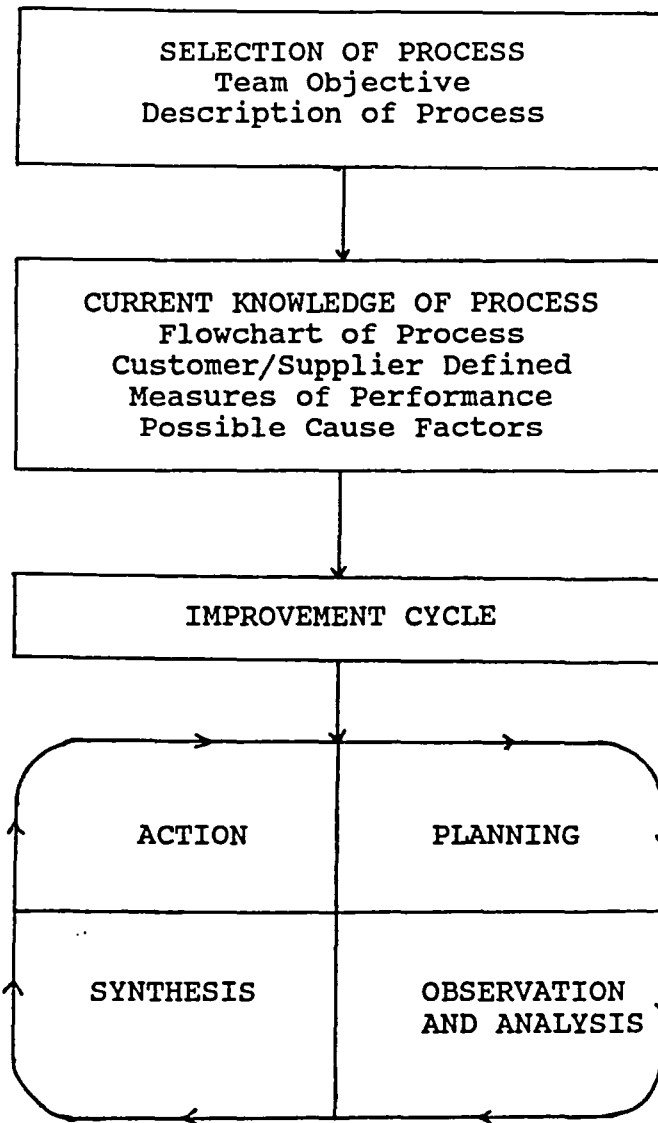 SELECTION OF PROCESS
Team Objective
Description of Process
CURRENT KNOWLEDGE OF PROCESS
Flowchart of Process
Customer/Supplier Defined
Measures of Performance
Possible Cause Factors
IMPROVEMENT CYCLE
ACTION
PLANNING
SYNTHESIS
OBSERVATION
AND ANALYSIS